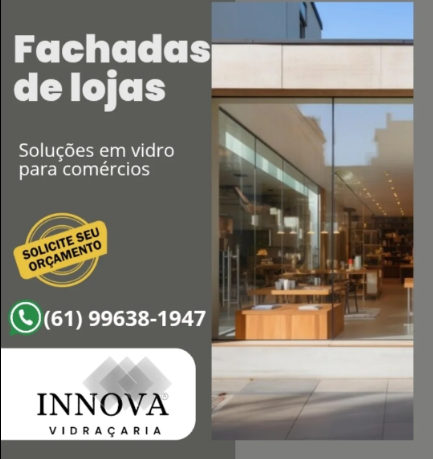 Fachadas
de lojas
Soluções em vidro
para comércios
SOLICITE SEU
ORÇAMENTO
(61) 99638-1947
INNOVA®
VIDRAÇARIA